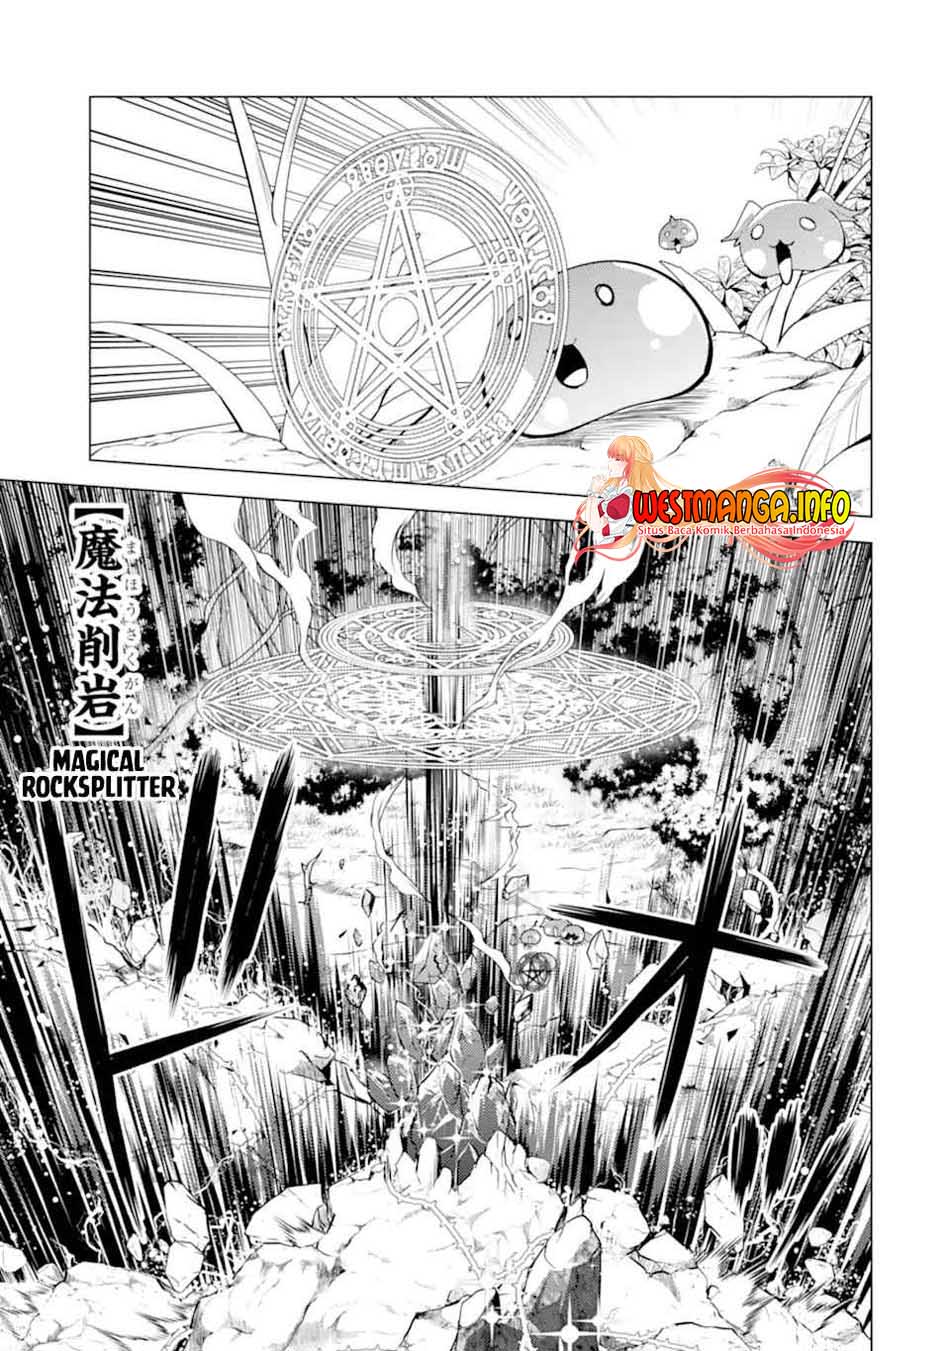 WESTMANGA.INFO
Situs Baca Komik Berbahasa Indonesia
【魔法削岩】
まほうさくがん
MAGICAL
ROCKSPLITTER
ドオ